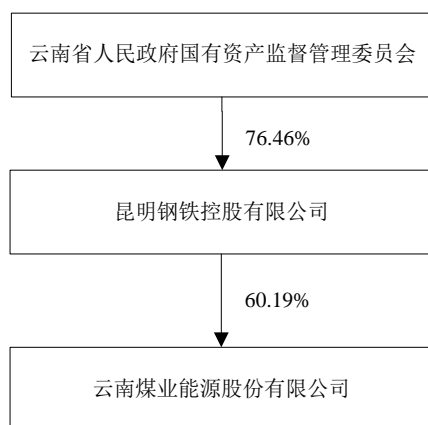 云南省人民政府国有资产监督管理委员会
76.46%
昆明钢铁控股有限公司
60.19%
云南煤业能源股份有限公司